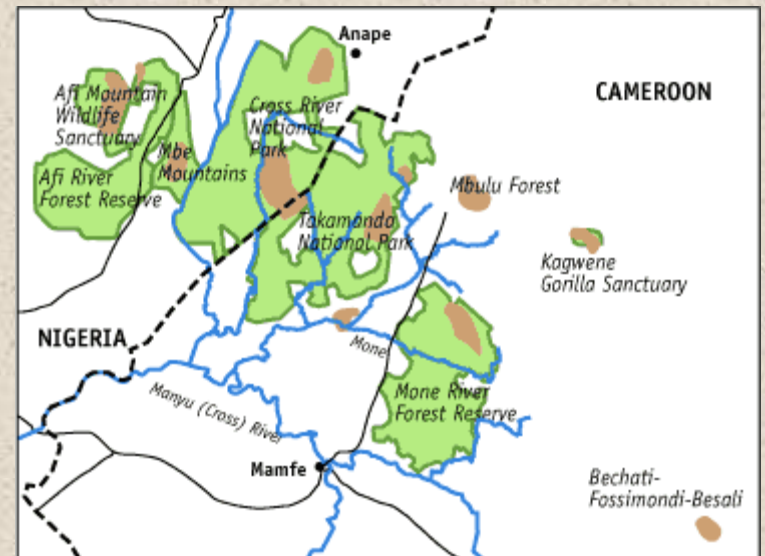 Anape
CAMEROON
Afi Mountain
Wildlife
Sanctuary
Cross River
National
Park
Mbe
Mountains
Afi River
Forest Reserve
Mbulu Forest
Takamanda
National Park
Kagwene
Gorilla Sanctuary
NIGERIA
Mone
Manyu (Cross) River
Mone River
Forest Reserve
Mamfe
Bechati-
Fossimondi-Besali